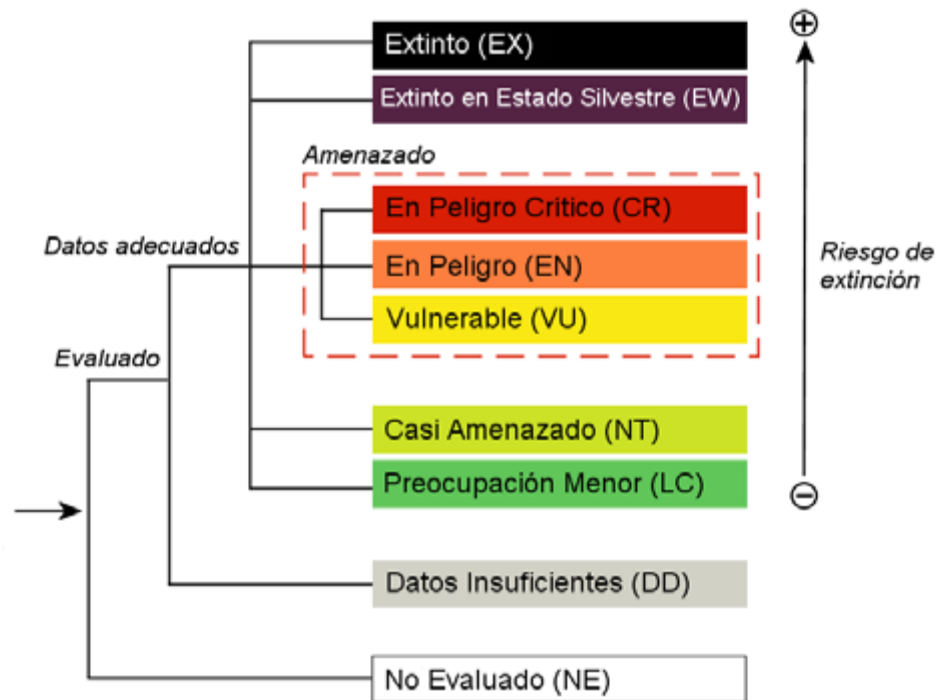 Extinto (EX)
Extinto en Estado Silvestre (EW)
Amenazado
En Peligro Crítico (CR)
Datos adecuados
En Peligro (EN)
Riesgo de
extinción
Vulnerable (VU)
Evaluado
Casi Amenazado (NT)
Preocupación Menor (LC)
Datos Insuficientes (DD)
No Evaluado (NE)